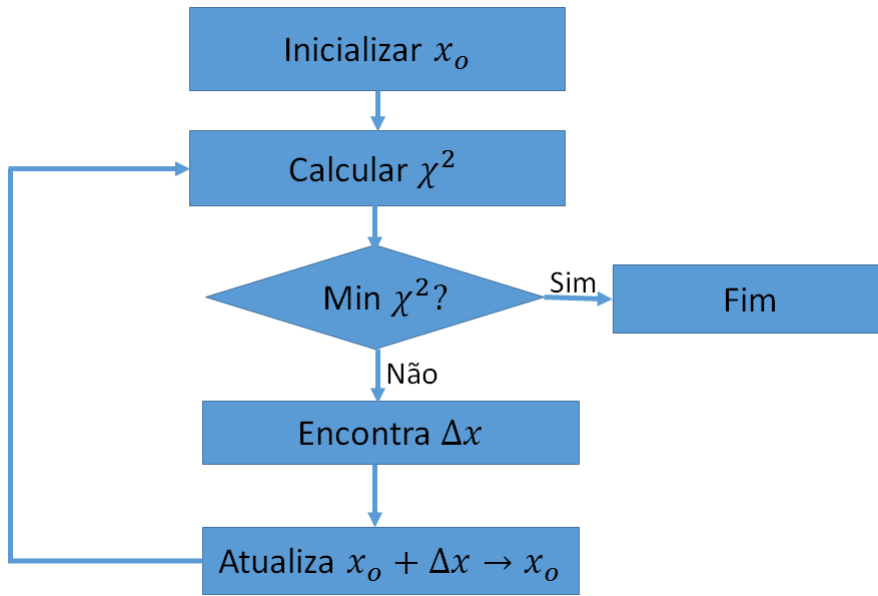 Inicializar xₒ
Calcular χ²
Min χ²?
Sim
Fim
Não
Encontra Δx
Atualiza xₒ + Δx → xₒ